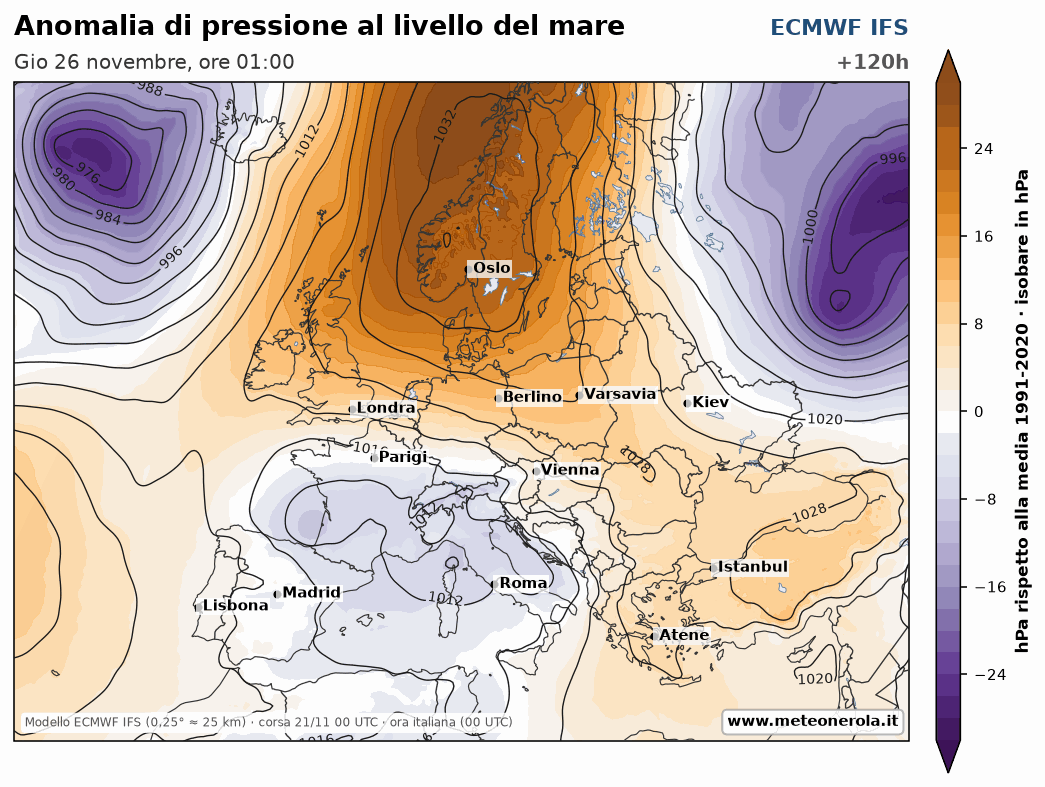 Anomalia di pressione al livello del mare
ECMWF IFS
Gio 26 novembre, ore 01:00
+120h
988
1032
1012
976
980
984
996
996
1000
24
16
8
0
−8
−16
−24
hPa rispetto alla media 1991-2020 · isobare in hPa
Oslo
Londra
Berlino
Varsavia
Kiev
1020
1016
Parigi
Vienna
1028
1028
1012
Istanbul
Roma
Madrid
Lisbona
1012
Atene
1020
Modello ECMWF IFS (0,25° ≈ 25 km) · corsa 21/11 00 UTC · ora italiana (00 UTC)
www.meteonerola.it
1016